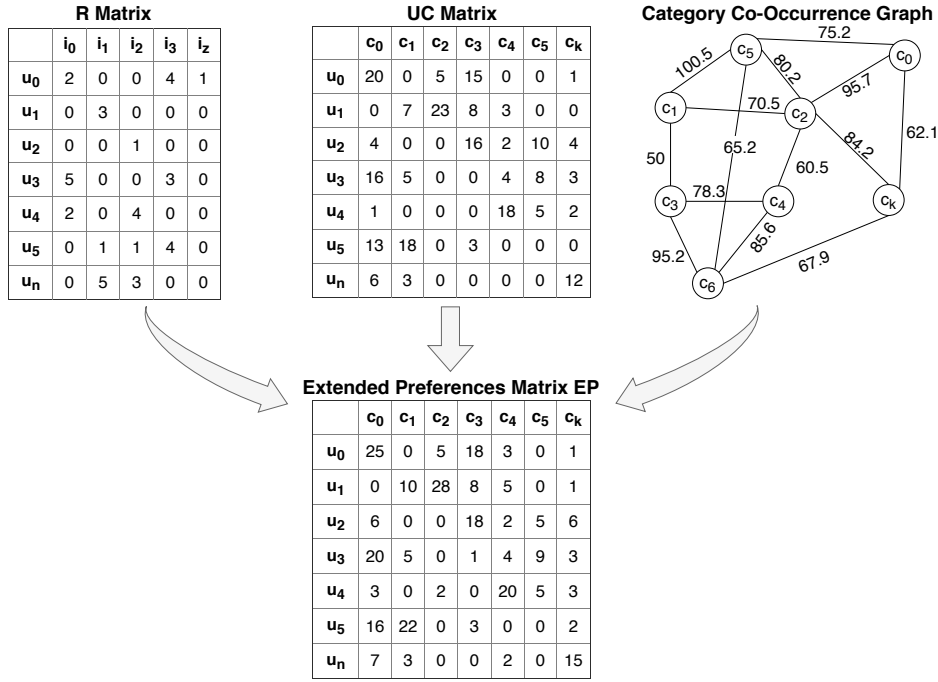 R Matrix
i0 i1 i2 i3 iz
u0 2 0 0 4 1
u1 0 3 0 0 0
u2 0 0 1 0 0
u3 5 0 0 3 0
u4 2 0 4 0 0
u5 0 1 1 4 0
un 0 5 3 0 0
UC Matrix
c0 c1 c2 c3 c4 c5 ck
u0 20 0 5 15 0 0 1
u1 0 7 23 8 3 0 0
u2 4 0 0 16 2 10 4
u3 16 5 0 0 4 8 3
u4 1 0 0 0 18 5 2
u5 13 18 0 3 0 0 0
un 6 3 0 0 0 0 12
Category Co-Occurrence Graph
75.2
c5
c0
100.5
80.2
95.7
c1
70.5
c2
62.1
50
65.2
84.2
60.5
78.3
c3
c4
ck
95.2
85.6
67.9
c6
Extended Preferences Matrix EP
c0 c1 c2 c3 c4 c5 ck
u0 25 0 5 18 3 0 1
u1 0 10 28 8 5 0 1
u2 6 0 0 18 2 5 6
u3 20 5 0 1 4 9 3
u4 3 0 2 0 20 5 3
u5 16 22 0 3 0 0 2
un 7 3 0 0 2 0 15